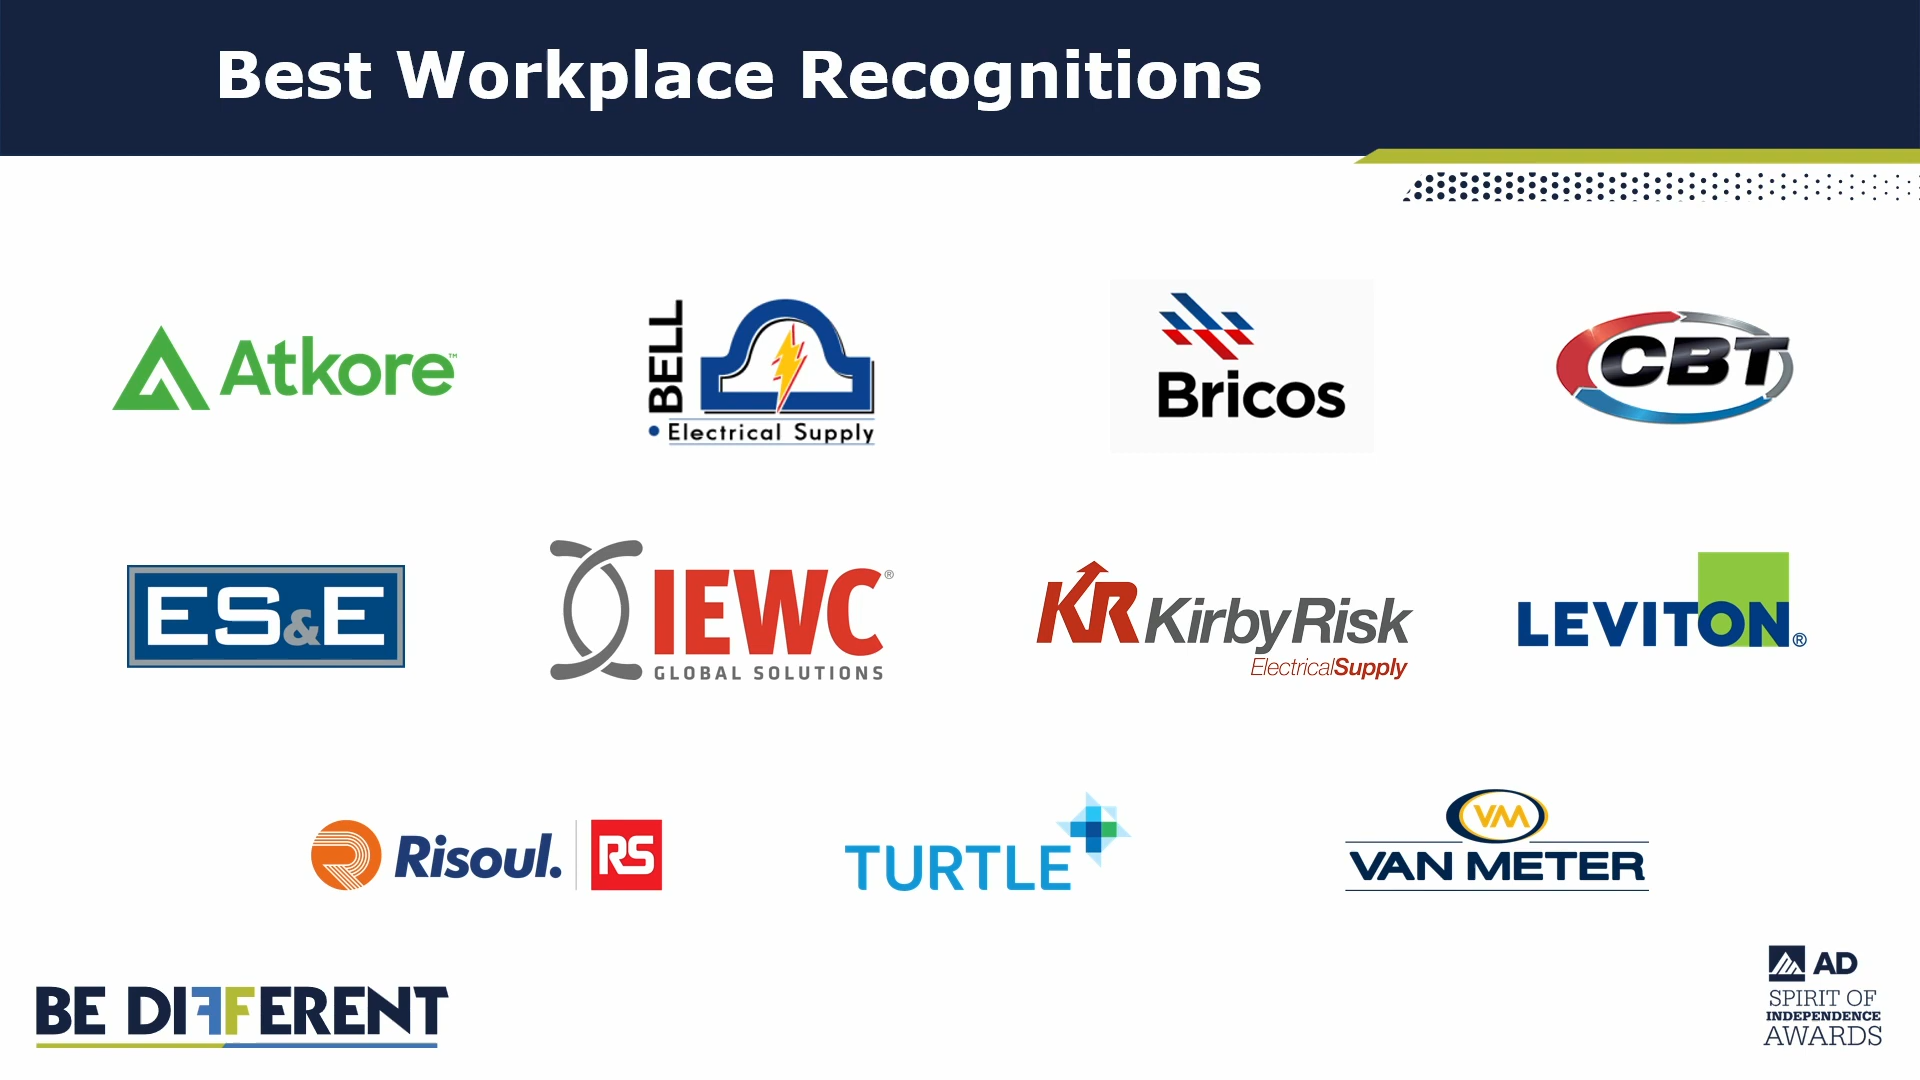 Best Workplace Recognitions
Atkore™
BELL
Electrical Supply
Bricos
CBT
ES&E
IEWC®
GLOBAL SOLUTIONS
KR KirbyRisk
ElectricalSupply
LEVITON®
Risoul. RS
TURTLE
VM
VAN METER
BE DIFFERENT
AD
SPIRIT OF
INDEPENDENCE
AWARDS